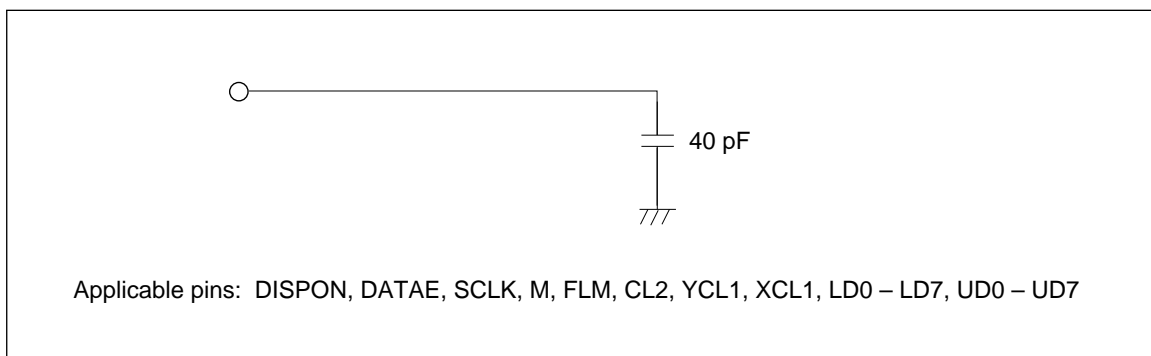 40 pF
Applicable pins: DISPON, DATAE, SCLK, M, FLM, CL2, YCL1, XCL1, LD0 – LD7, UD0 – UD7